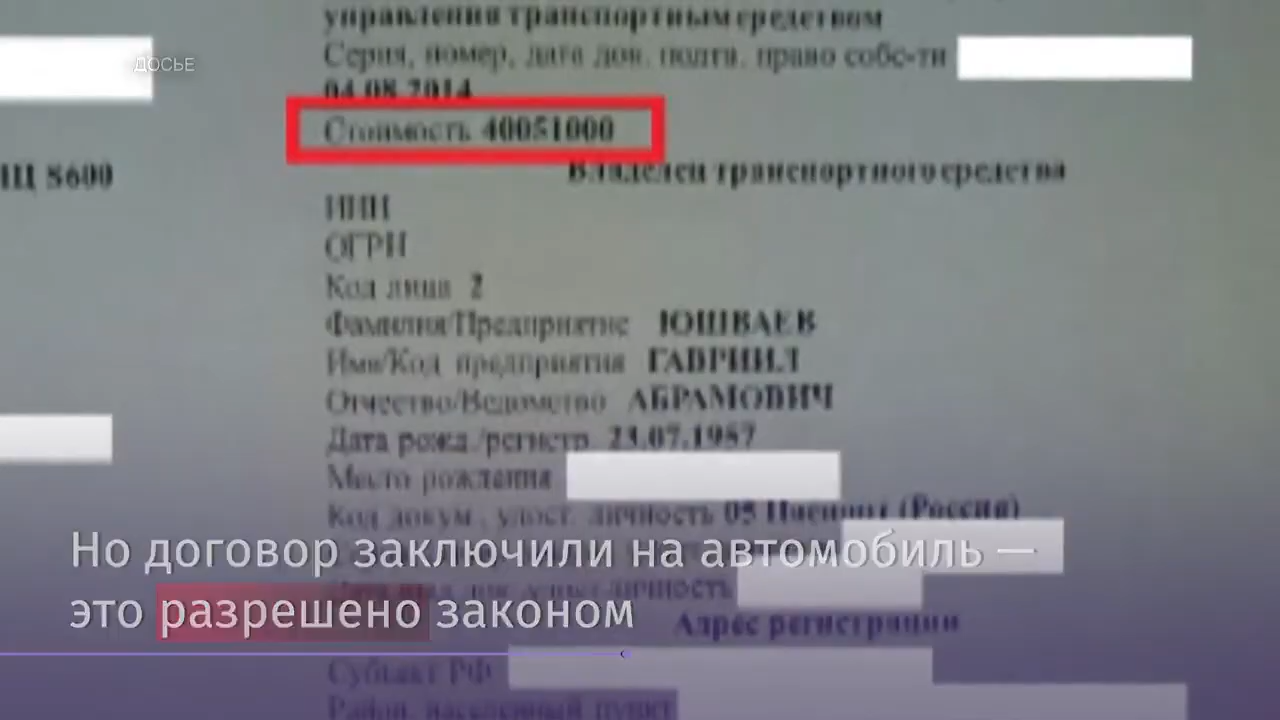 управления транспортным средством
Серия, номер, дата док. подтв. право собс-ти
ДОСЬЕ
04.08.2014
Стоимость 40051000
Владелец транспортного средства
S600
ИНН
ОГРН
Код лица 2
Фамилия/Предприятие ЮШВАЕВ
Имя/Код предприятия ГАВРИИЛ
Отчество/Ведомство АБРАМОВИЧ
Дата рожд./регистр. 23.07.1957
Место рождения
Код докум., удост. личность 05 Паспорт (Россия)
Но договор заключили на автомобиль —
это разрешено законом
Адрес регистрации
Субъект РФ
Район, населенный пункт